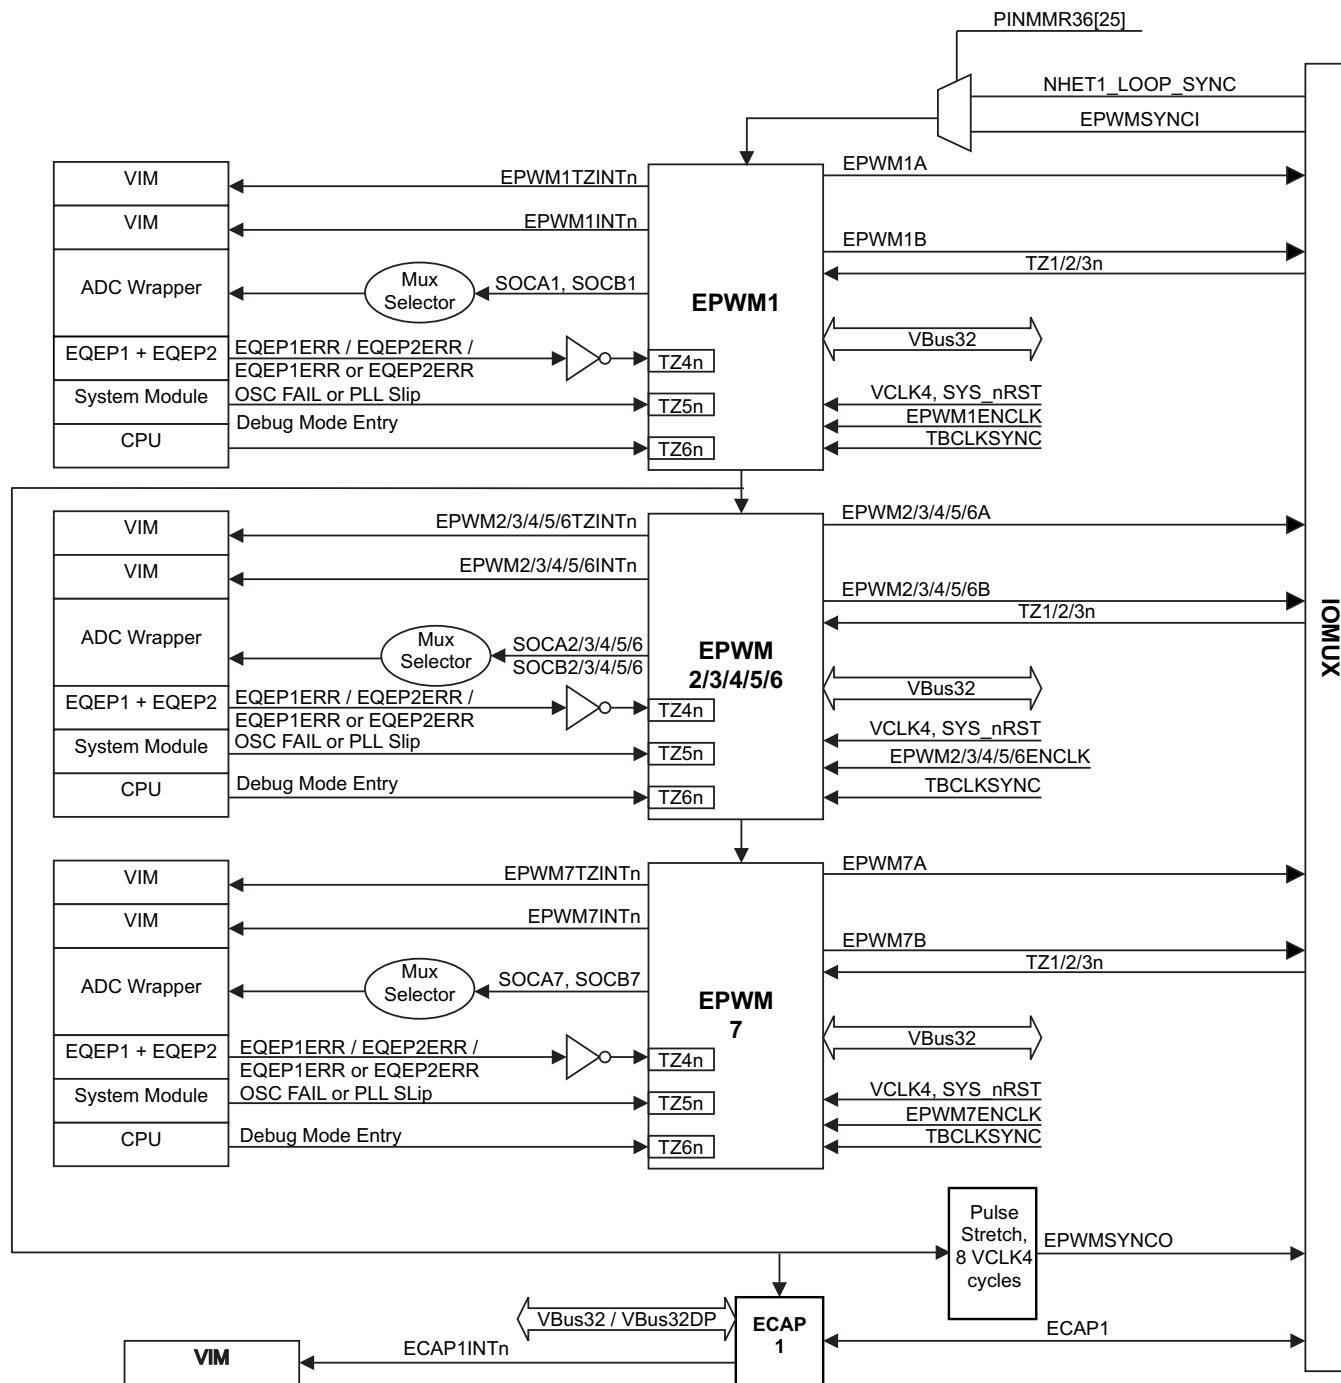 PINMMR36[25]
NHET1_LOOP_SYNC
EPWMSYNCI
VIM
EPWM1TZINTn
EPWM1A
VIM
EPWM1INTn
EPWM1B
TZ1/2/3n
ADC Wrapper
Mux
Selector
SOCA1, SOCB1
EPWM1
VBus32
EQEP1 + EQEP2
EQEP1ERR / EQEP2ERR /
EQEP1ERR or EQEP2ERR
TZ4n
System Module
OSC FAIL or PLL Slip
TZ5n
VCLK4, SYS_nRST
EPWM1ENCLK
CPU
Debug Mode Entry
TZ6n
TBCLKSYNC
VIM
EPWM2/3/4/5/6TZINTn
EPWM2/3/4/5/6A
VIM
EPWM2/3/4/5/6INTn
EPWM2/3/4/5/6B
TZ1/2/3n
IOMUX
ADC Wrapper
Mux
Selector
SOCA2/3/4/5/6
SOCB2/3/4/5/6
EPWM
2/3/4/5/6
VBus32
EQEP1 + EQEP2
EQEP1ERR / EQEP2ERR /
EQEP1ERR or EQEP2ERR
TZ4n
System Module
OSC FAIL or PLL Slip
TZ5n
VCLK4, SYS_nRST
EPWM2/3/4/5/6ENCLK
CPU
Debug Mode Entry
TZ6n
TBCLKSYNC
VIM
EPWM7TZINTn
EPWM7A
VIM
EPWM7INTn
EPWM7B
TZ1/2/3n
ADC Wrapper
Mux
Selector
SOCA7, SOCB7
EPWM
7
VBus32
EQEP1 + EQEP2
EQEP1ERR / EQEP2ERR /
EQEP1ERR or EQEP2ERR
TZ4n
System Module
OSC FAIL or PLL SLip
TZ5n
VCLK4, SYS_nRST
EPWM7ENCLK
CPU
Debug Mode Entry
TZ6n
TBCLKSYNC
Pulse
Stretch,
8 VCLK4
cycles
EPWMSYNCO
VBus32 / VBus32DP
ECAP
1
ECAP1
VIM
ECAP1INTn